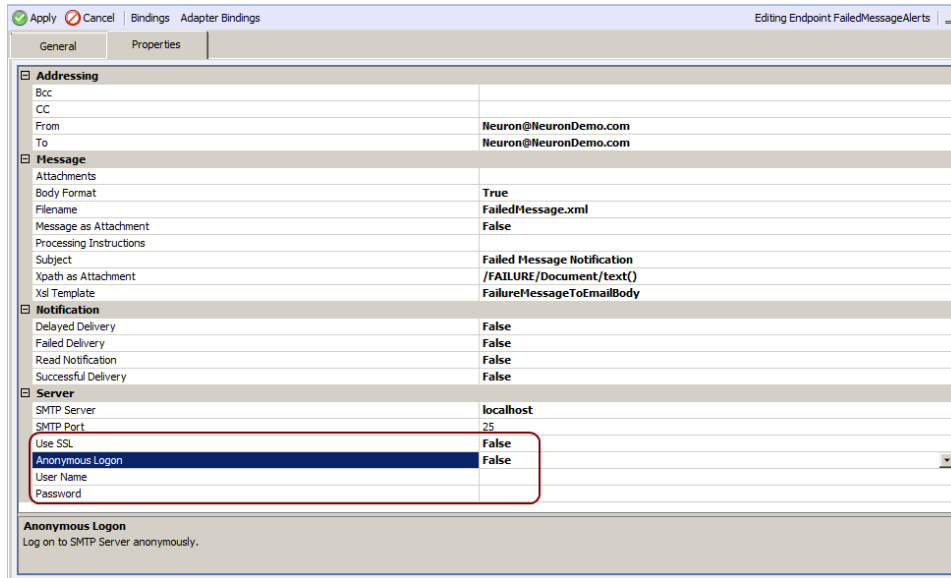 Apply Cancel Bindings Adapter Bindings Editing Endpoint FailedMessageAlerts
General Properties
Addressing
Bcc
CC
From Neuron@NeuronDemo.com
To Neuron@NeuronDemo.com
Message
Attachments
Body Format True
Filename FailedMessage.xml
Message as Attachment False
Processing Instructions
Subject Failed Message Notification
Xpath as Attachment /FAILURE/Document/text()
Xsl Template FailureMessageToEmailBody
Notification
Delayed Delivery False
Failed Delivery False
Read Notification False
Successful Delivery False
Server
SMTP Server localhost
SMTP Port 25
Use SSL False
Anonymous Logon False
User Name
Password
Anonymous Logon
Log on to SMTP Server anonymously.